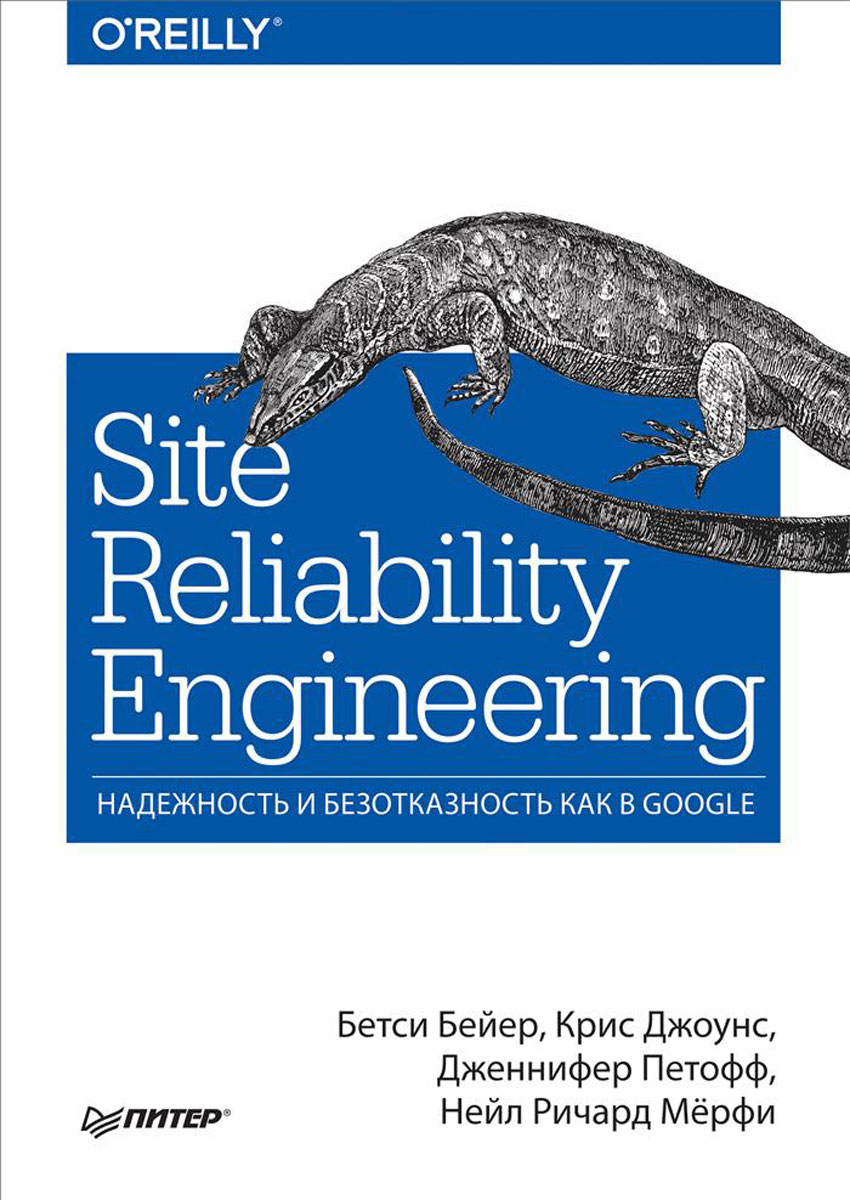 O'REILLY®
Site
Reliability
Engineering
НАДЕЖНОСТЬ И БЕЗОТКАЗНОСТЬ КАК В GOOGLE
Бетси Бейер, Крис Джоунс,
Дженнифер Петофф,
Нейл Ричард Мёрфи
ПИТЕР®